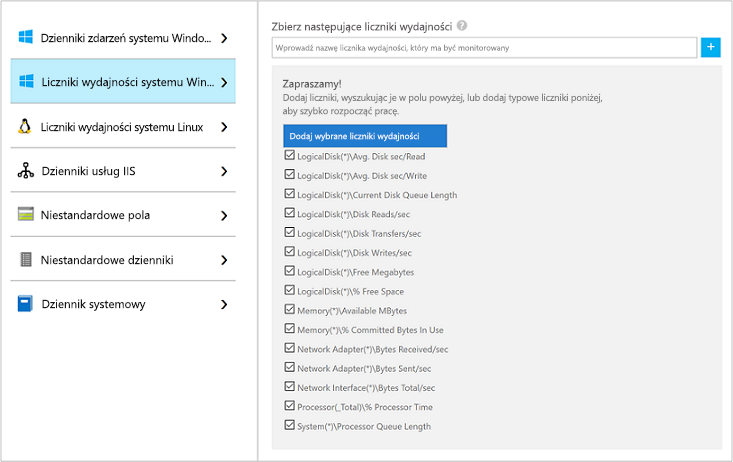 Dzienniki zdarzeń systemu Windo...
Liczniki wydajności systemu Win...
Liczniki wydajności systemu Linux
Dzienniki usług IIS
Niestandardowe pola
Niestandardowe dzienniki
Dziennik systemowy
Zbierz następujące liczniki wydajności
Wprowadź nazwę licznika wydajności, który ma być monitorowany
Zapraszamy!
Dodaj liczniki, wyszukując je w polu powyżej, lub dodaj typowe liczniki poniżej,
aby szybko rozpocząć pracę.
Dodaj wybrane liczniki wydajności
LogicalDisk(*)\Avg. Disk sec/Read
LogicalDisk(*)\Avg. Disk sec/Write
LogicalDisk(*)\Current Disk Queue Length
LogicalDisk(*)\Disk Reads/sec
LogicalDisk(*)\Disk Transfers/sec
LogicalDisk(*)\Disk Writes/sec
LogicalDisk(*)\Free Megabytes
LogicalDisk(*)\% Free Space
Memory(*)\Available MBytes
Memory(*)\% Committed Bytes In Use
Network Adapter(*)\Bytes Received/sec
Network Adapter(*)\Bytes Sent/sec
Network Interface(*)\Bytes Total/sec
Processor(_Total)\% Processor Time
System(*)\Processor Queue Length